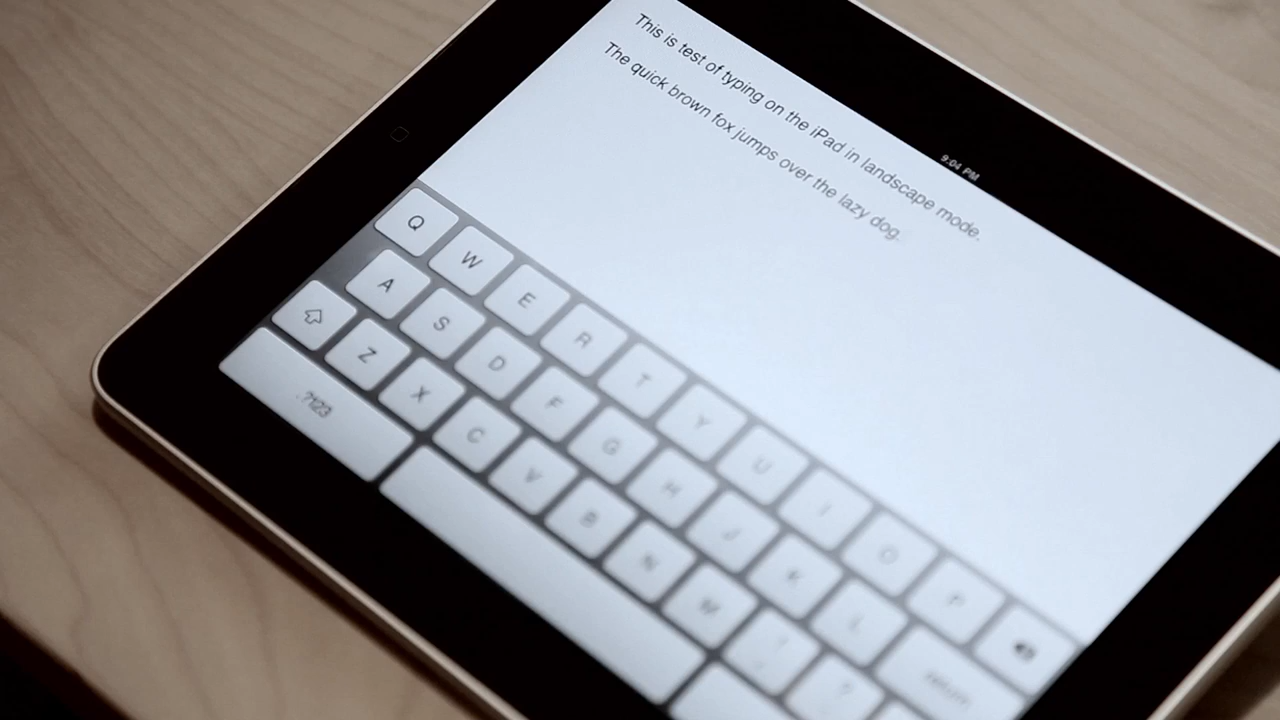 9:04 PM
This is test of typing on the iPad in landscape mode.
The quick brown fox jumps over the lazy dog.
Q W E R T Y U I O P
A S D F G H J K L return
Z X C V B N M ! ?
.?123